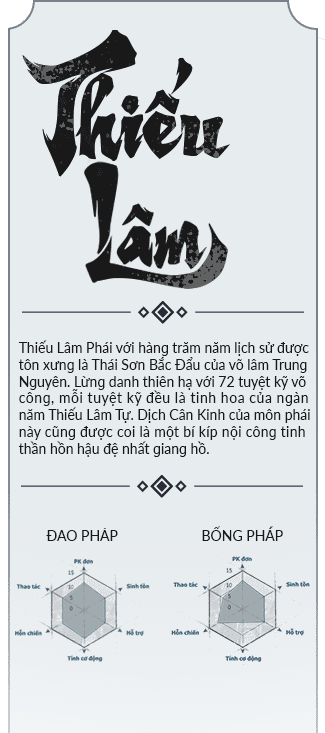 Thiếu
Lâm
Thiếu Lâm Phái với hàng trăm năm lịch sử được
tôn xưng là Thái Sơn Bắc Đẩu của võ lâm Trung
Nguyên. Lừng danh thiên hạ với 72 tuyệt kỹ võ
công, mỗi tuyệt kỹ đều là tinh hoa của ngàn
năm Thiếu Lâm Tự. Dịch Cân Kinh của môn phái
này cũng được coi là một bí kíp nội công tinh
thần hồn hậu đệ nhất giang hồ.
ĐAO PHÁP
BỔNG PHÁP
PK đơn
15
10
5
0
Thao tác
Sinh tồn
Hỗn chiến
Hỗ trợ
Tính cơ động
PK đơn
15
10
5
0
Thao tác
Sinh tồn
Hỗn chiến
Hỗ trợ
Tính cơ động